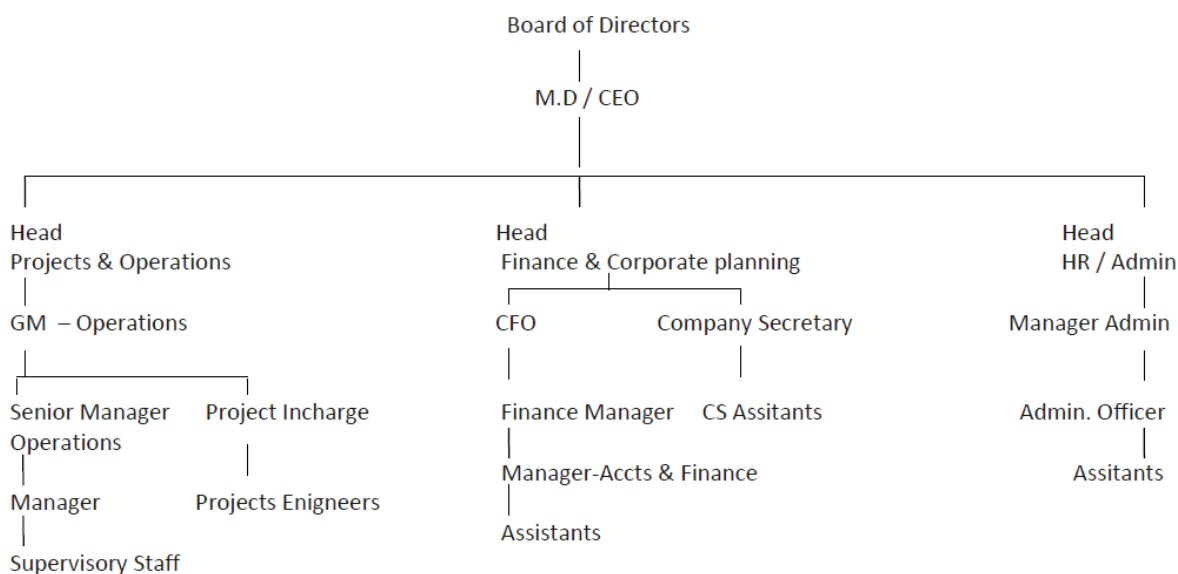 Board of Directors
M.D / CEO
Head
Projects & Operations
Head
Finance & Corporate planning
Head
HR / Admin
GM – Operations
CFO
Company Secretary
Manager Admin
Senior Manager
Operations
Project Incharge
Finance Manager
CS Assitants
Admin. Officer
Manager-Accts & Finance
Assitants
Manager
Projects Enigneers
Assistants
Supervisory Staff